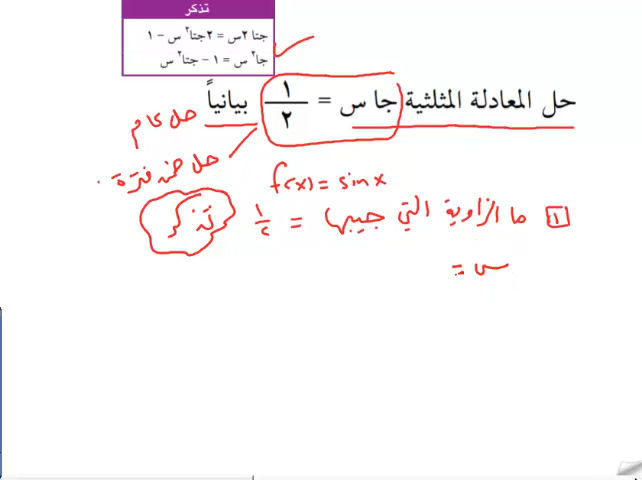 تذكر
جتا ٢س = ٢جتا٢ س − ١
جا٢ س = ١ − جتا٢ س
حل المعادلة المثلثية جا س = ١/٢ بيانياً
حل عام
حل ضمن فترة
f(x) = sin x
١ ما الزاوية التي جيبها = ١/٢ تذكر
س =